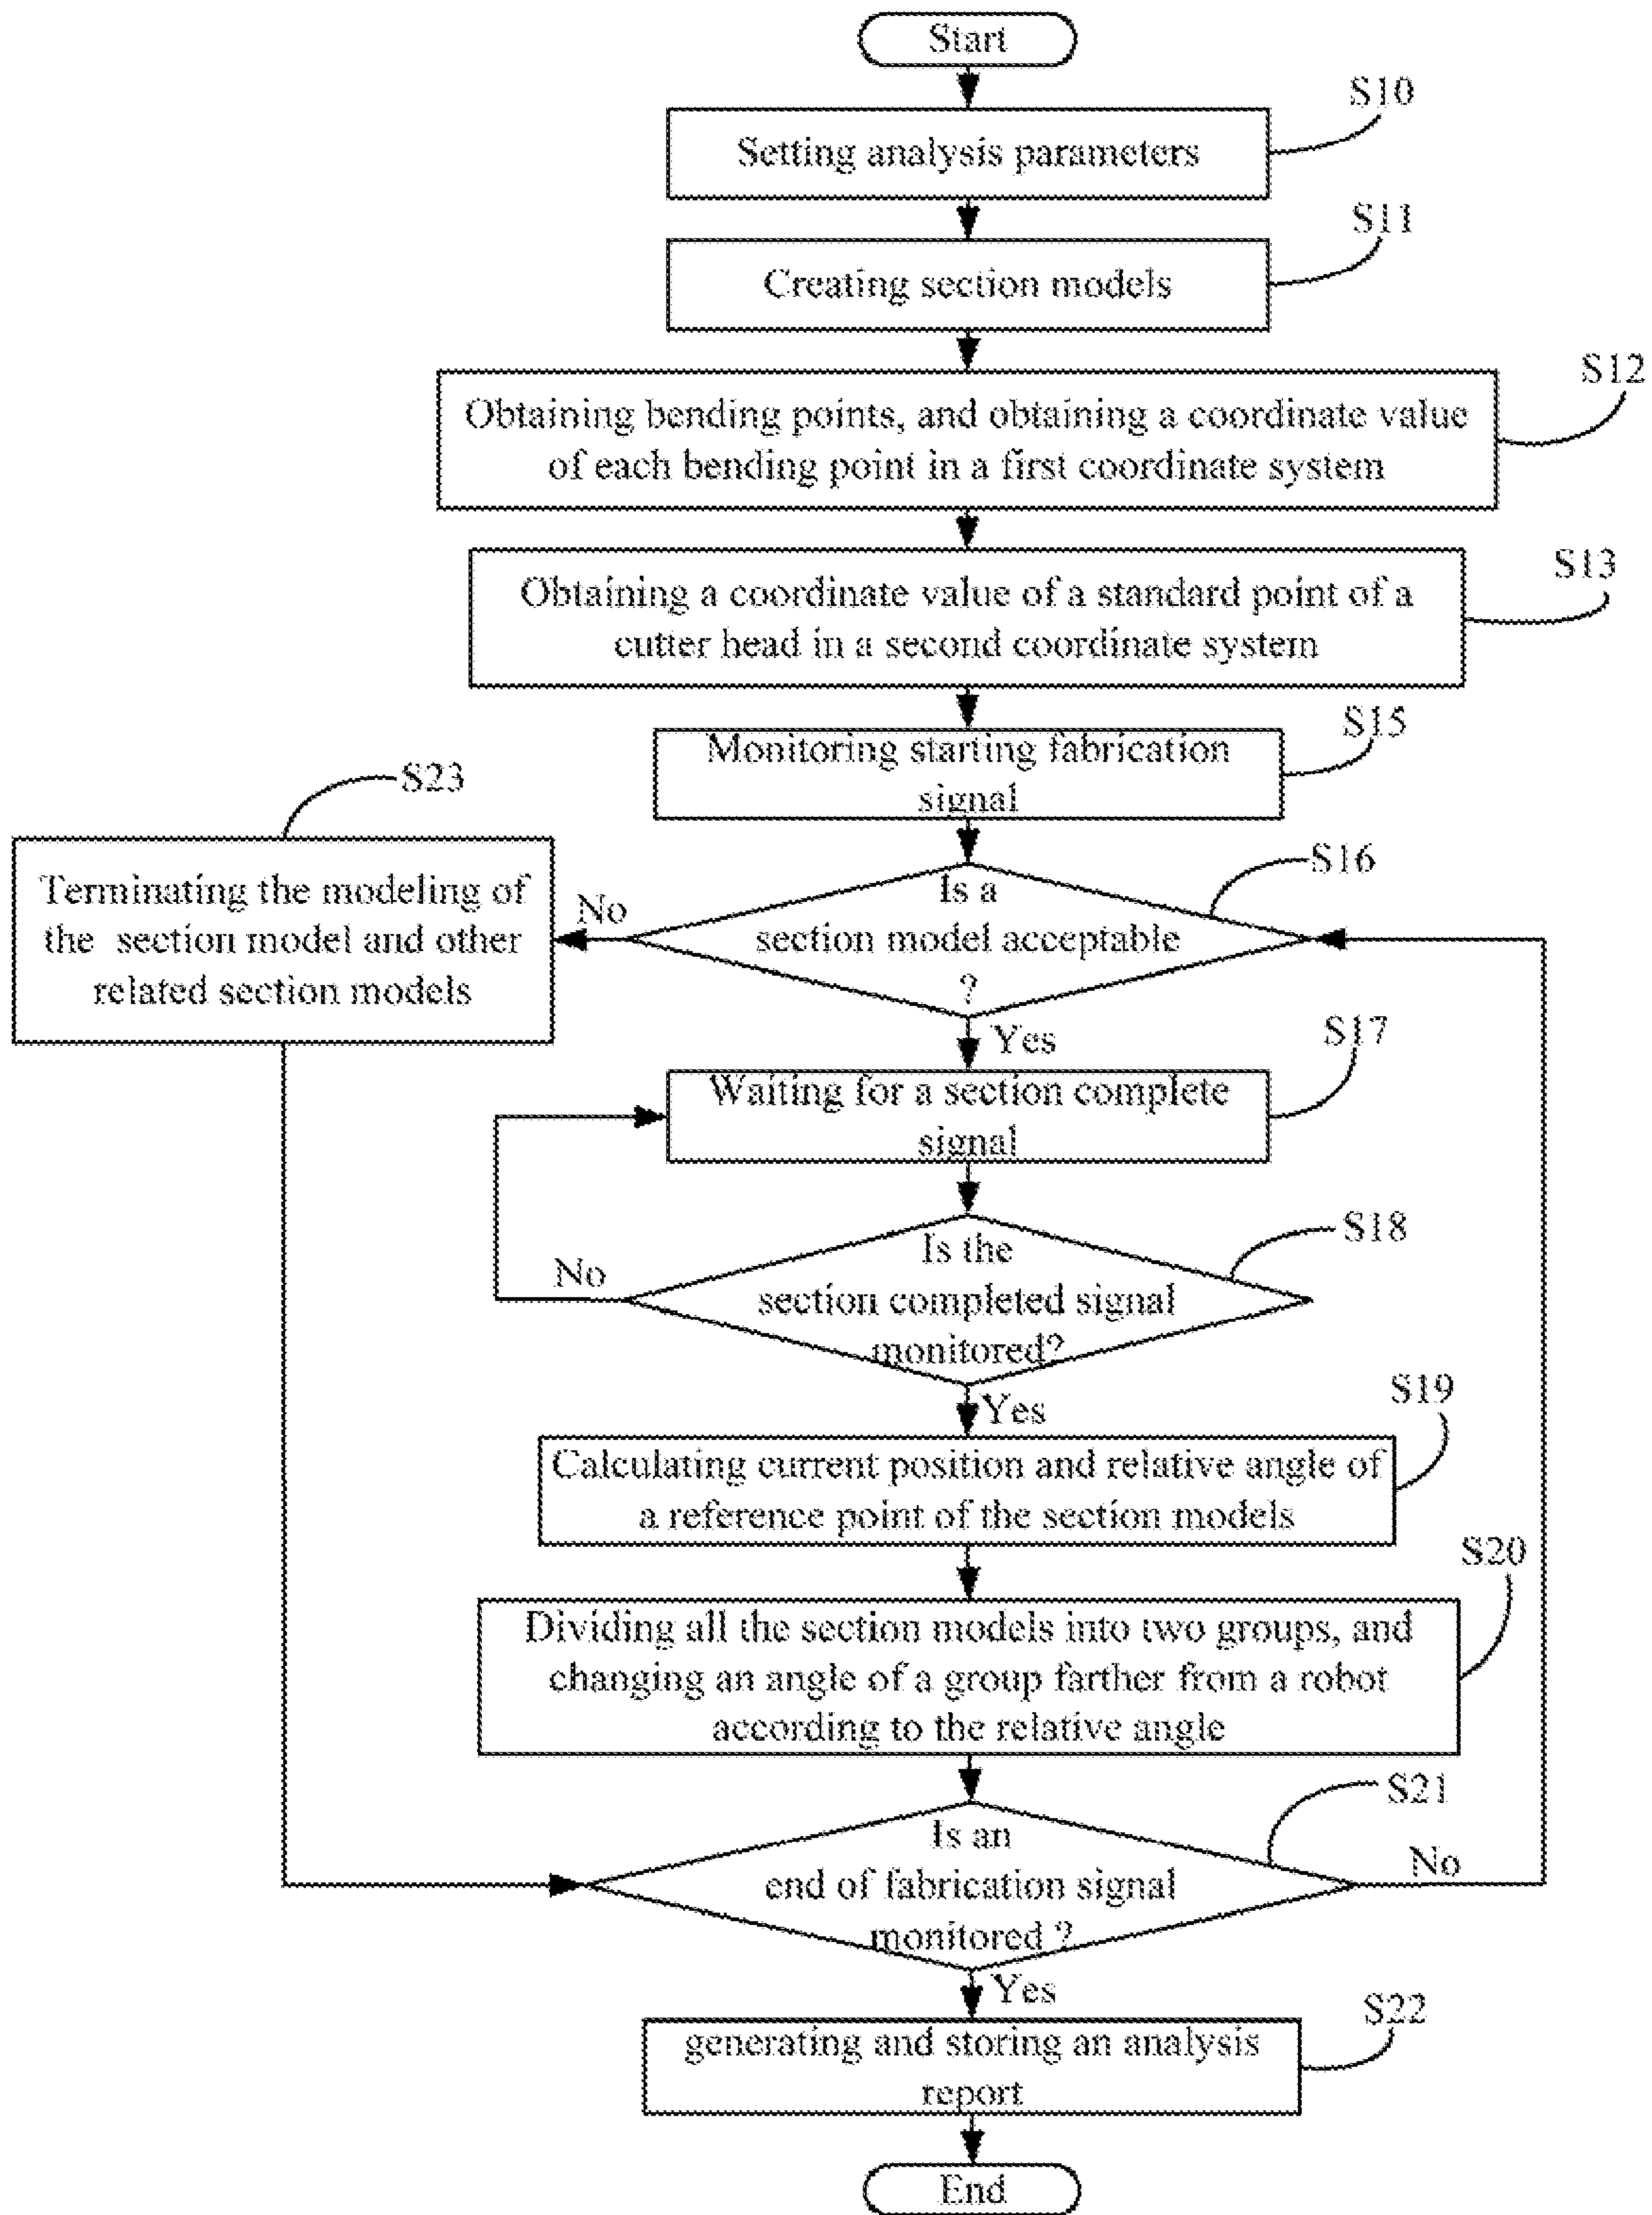 Start
S10
Setting analysis parameters
S11
Creating section models
S12
Obtaining bending points, and obtaining a coordinate value
of each bending point in a first coordinate system
S13
Obtaining a coordinate value of a standard point of a
cutter head in a second coordinate system
S15
Monitoring starting fabrication
signal
S23
Terminating the modeling of
the section model and other
related section models
No
S16
Is a
section model acceptable
?
Yes
S17
Waiting for a section complete
signal
S18
Is the
section completed signal
monitored?
No
Yes
S19
Calculating current position and relative angle of
a reference point of the section models
S20
Dividing all the section models into two groups, and
changing an angle of a group farther from a robot
according to the relative angle
S21
Is an
end of fabrication signal
monitored ?
No
Yes
S22
generating and storing an analysis
report
End